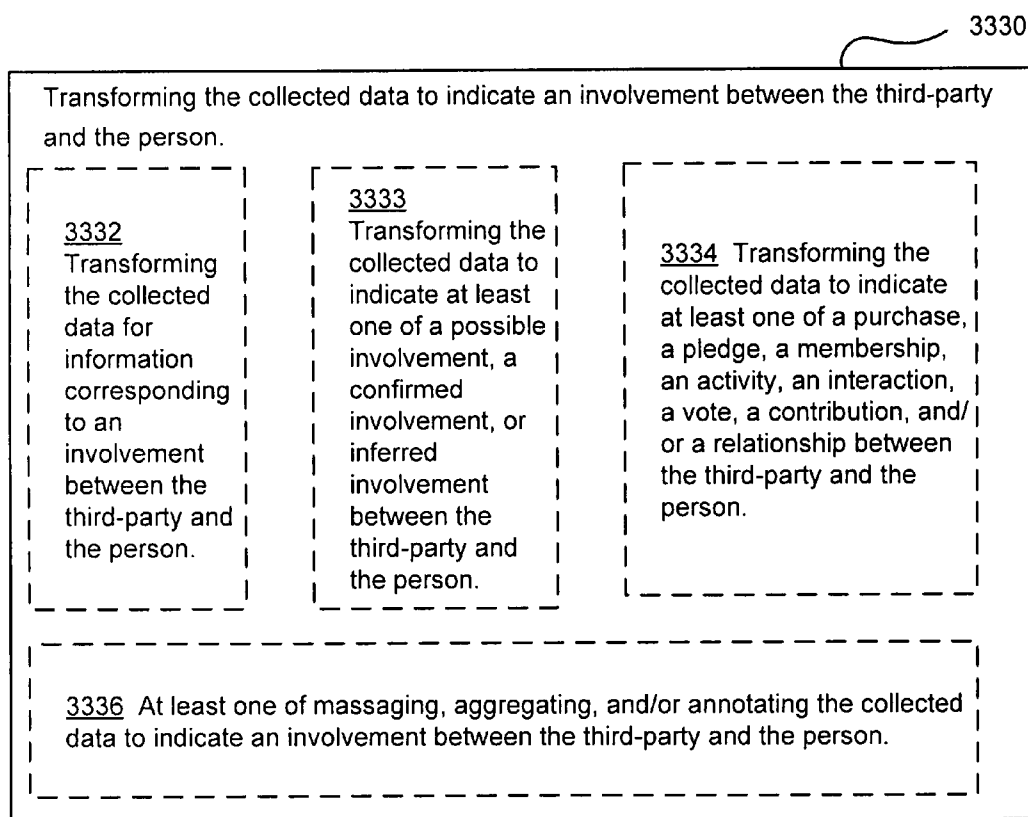 3330
Transforming the collected data to indicate an involvement between the third-party
and the person.
3332
Transforming
the collected
data for
information
corresponding
to an
involvement
between the
third-party and
the person.
3333
Transforming the
collected data to
indicate at least
one of a possible
involvement, a
confirmed
involvement, or
inferred
involvement
between the
third-party and
the person.
3334 Transforming the
collected data to indicate
at least one of a purchase,
a pledge, a membership,
an activity, an interaction,
a vote, a contribution, and/
or a relationship between
the third-party and the
person.
3336 At least one of massaging, aggregating, and/or annotating the collected
data to indicate an involvement between the third-party and the person.